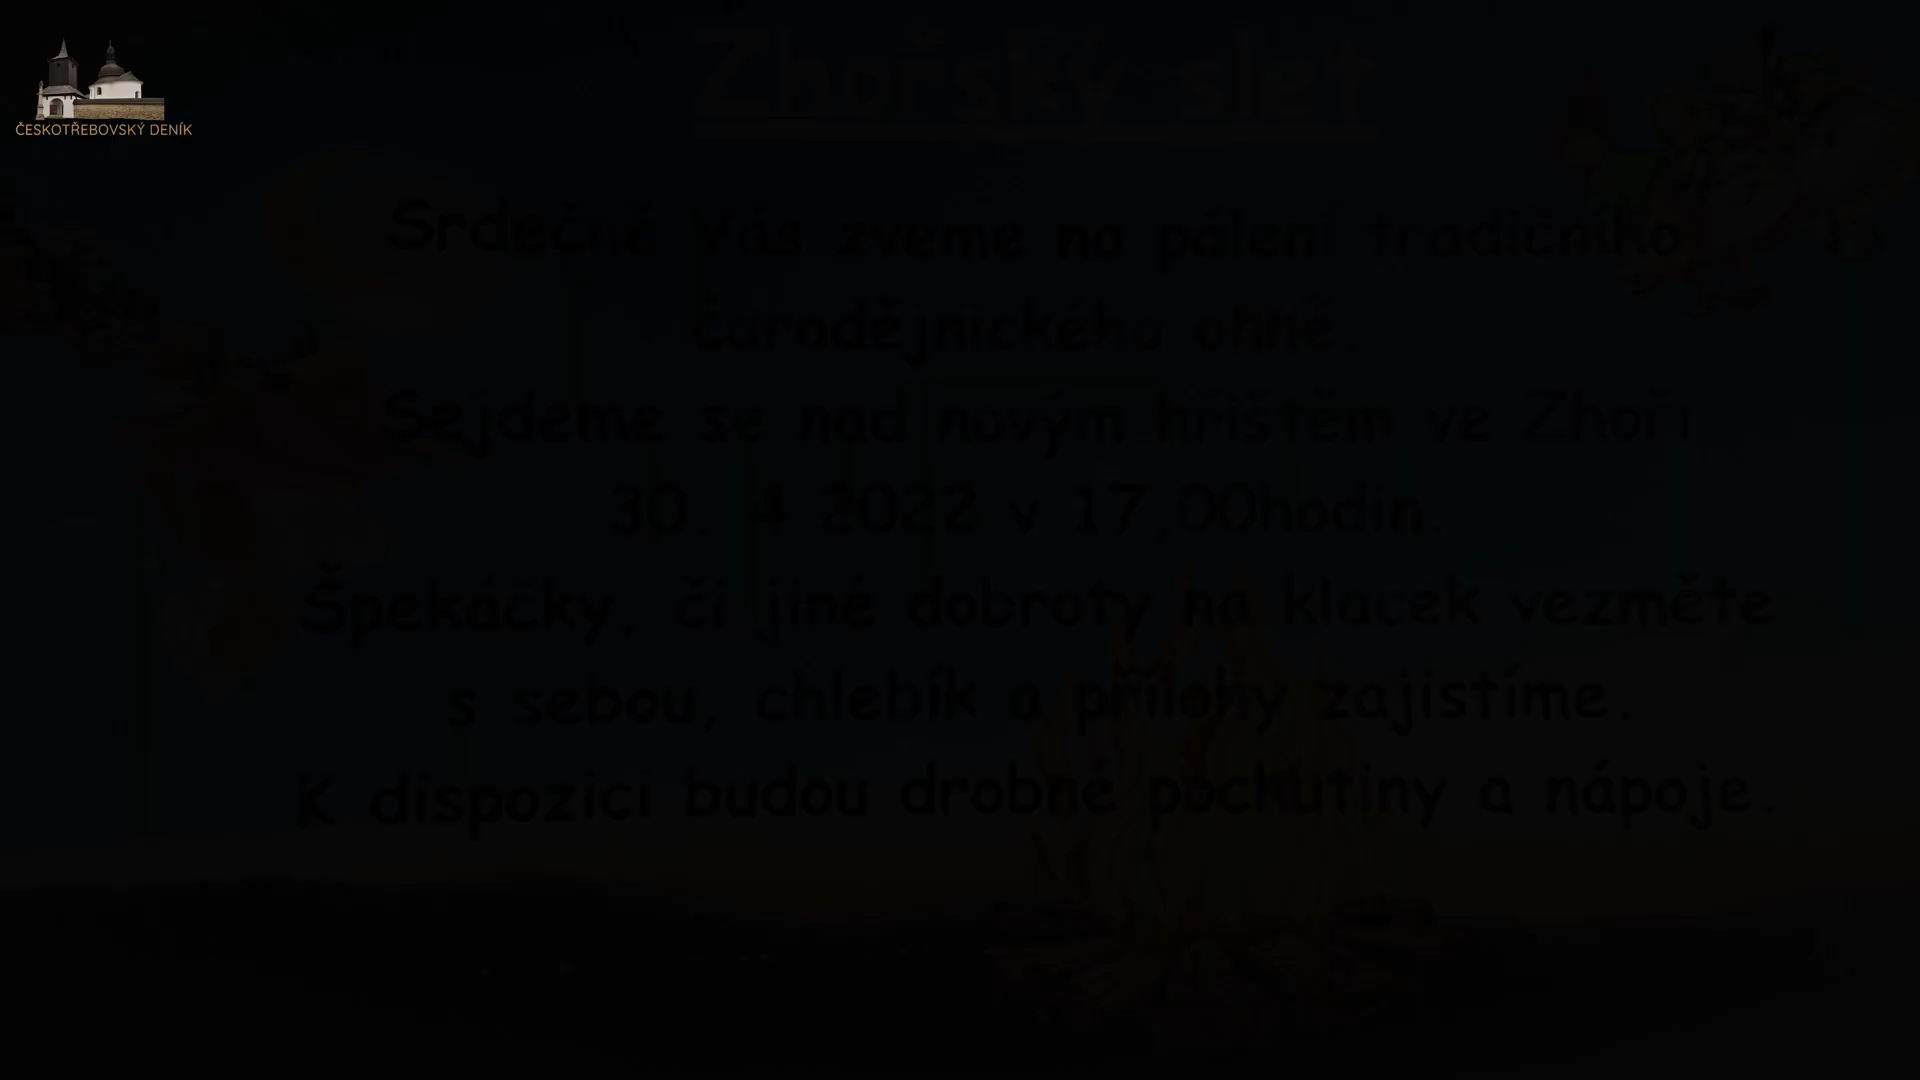 ČESKOTŘEBOVSKÝ DENÍK
Zhořský slet
Srdečně Vás zveme na pálení tradičního
čarodějnického ohně.
Sejdeme se nad novým hřištěm ve Zhoři
30. 4 2022 v 17,00hodin.
Špekáčky, či jiné dobroty na klacek vezměte
s sebou, chlebík a přílohy zajistíme.
K dispozici budou drobné pochutiny a nápoje.